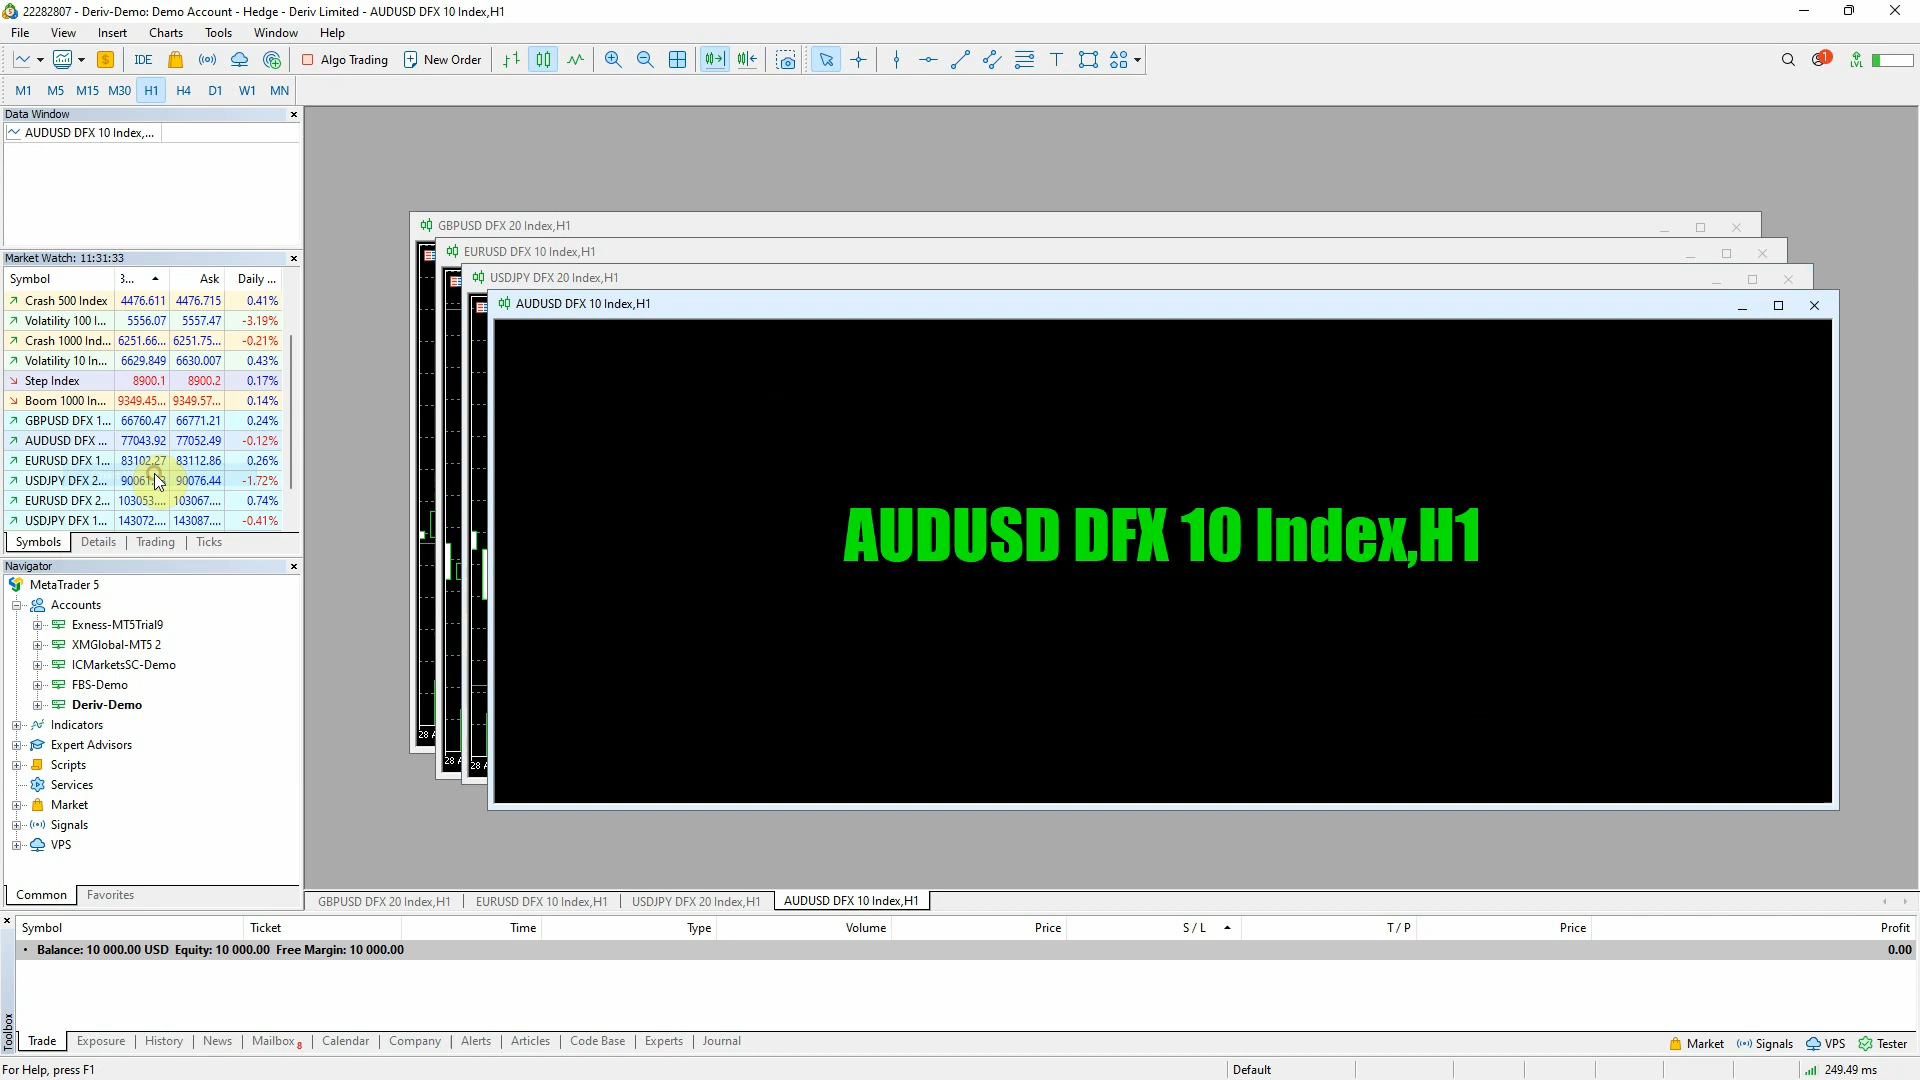 22282807 - Deriv-Demo: Demo Account - Hedge - Deriv Limited - AUDUSD DFX 10 Index,H1
File View Insert Charts Tools Window Help
IDE Algo Trading New Order 1 LVL
M1 M5 M15 M30 H1 H4 D1 W1 MN
Data Window
AUDUSD DFX 10 Index,...
Market Watch: 11:31:33
Symbol Ask Daily ...
Crash 500 Index 4476.611 4476.715 0.41%
Volatility 100 I... 5556.07 5557.47 -3.19%
Crash 1000 Ind... 6251.66... 6251.75... -0.21%
Volatility 10 In... 6629.849 6630.007 0.43%
Step Index 8900.1 8900.2 0.17%
Boom 1000 In... 9349.45... 9349.57... 0.14%
GBPUSD DFX 1... 66760.47 66771.21 0.24%
AUDUSD DFX ... 77043.92 77052.49 -0.12%
EURUSD DFX 1... 83102.27 83112.86 0.26%
USDJPY DFX 2... 90076.44 -1.72%
EURUSD DFX 2... 103053.... 103067.... 0.74%
USDJPY DFX 1... 143072.... 143087.... -0.41%
Symbols Details Trading Ticks
Navigator
MetaTrader 5
Accounts
Exness-MT5Trial9
XMGlobal-MT5 2
ICMarketsSC-Demo
FBS-Demo
Deriv-Demo
Indicators
Expert Advisors
Scripts
Services
Market
Signals
VPS
Common Favorites
GBPUSD DFX 20 Index,H1
EURUSD DFX 10 Index,H1
USDJPY DFX 20 Index,H1
AUDUSD DFX 10 Index,H1
AUDUSD DFX 10 Index,H1
28 A
28 A
28 A
GBPUSD DFX 20 Index,H1 EURUSD DFX 10 Index,H1 USDJPY DFX 20 Index,H1 AUDUSD DFX 10 Index,H1
Symbol Ticket Time Type Volume Price S / L T / P Price Profit
Balance: 10 000.00 USD Equity: 10 000.00 Free Margin: 10 000.00 0.00
Toolbox
Trade Exposure History News Mailbox 8 Calendar Company Alerts Articles Code Base Experts Journal
Market Signals VPS Tester
For Help, press F1 Default 249.49 ms